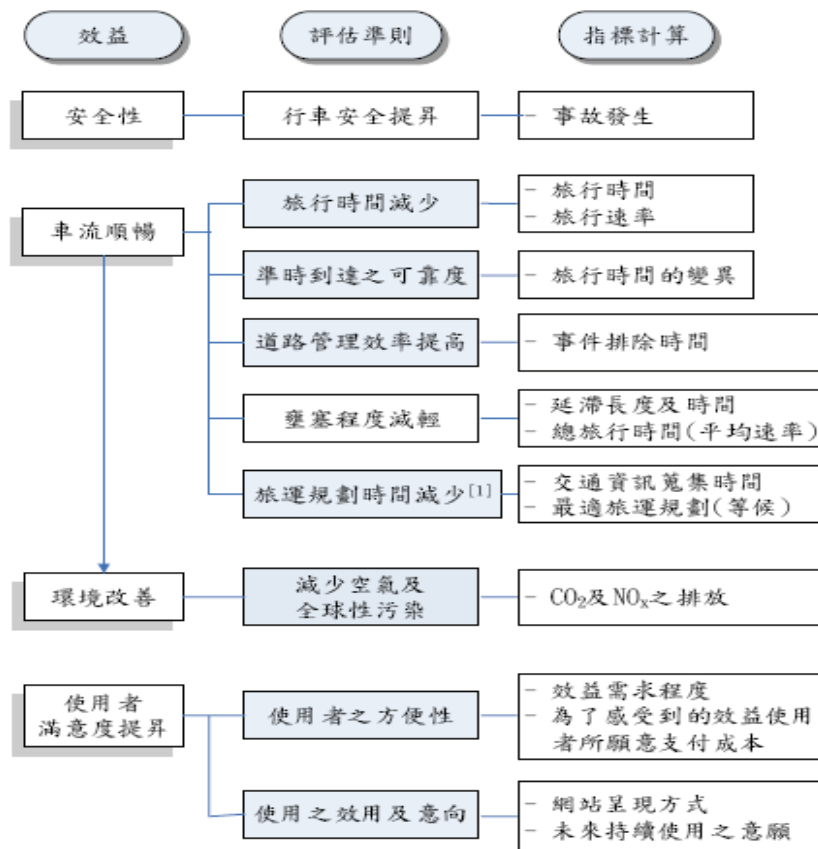 效益
評估準則
指標計算
安全性
行車安全提昇
- 事故發生
車流順暢
旅行時間減少
- 旅行時間
- 旅行速率
準時到達之可靠度
- 旅行時間的變異
道路管理效率提高
- 事件排除時間
壅塞程度減輕
- 延滯長度及時間
- 總旅行時間(平均速率)
旅運規劃時間減少[1]
- 交通資訊蒐集時間
- 最適旅運規劃(等候)
環境改善
減少空氣及
全球性污染
- CO₂及NOₓ之排放
使用者
滿意度提昇
使用者之方便性
- 效益需求程度
- 為了感受到的效益使用
者所願意支付成本
使用之效用及意向
- 網站呈現方式
- 未來持續使用之意願